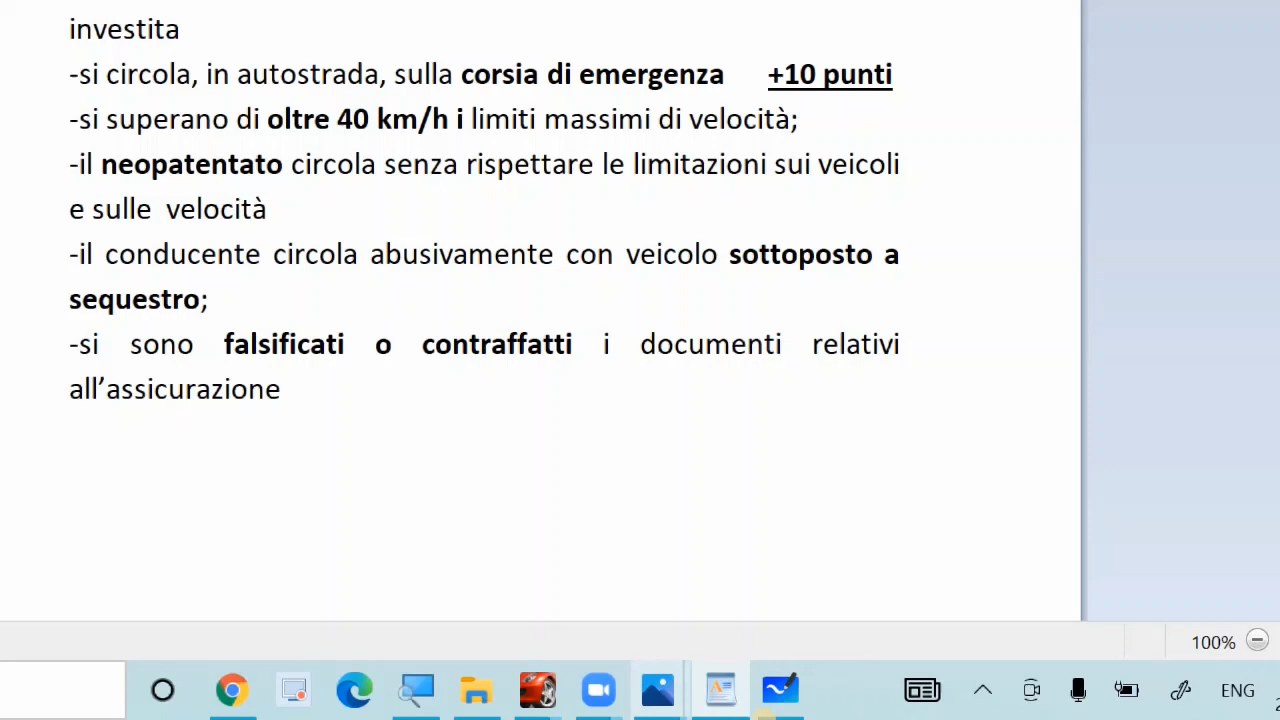 investita
-si circola, in autostrada, sulla corsia di emergenza +10 punti
-si superano di oltre 40 km/h i limiti massimi di velocità;
-il neopatentato circola senza rispettare le limitazioni sui veicoli
e sulle velocità
-il conducente circola abusivamente con veicolo sottoposto a
sequestro;
-si sono falsificati o contraffatti i documenti relativi
all’assicurazione
100%
ENG